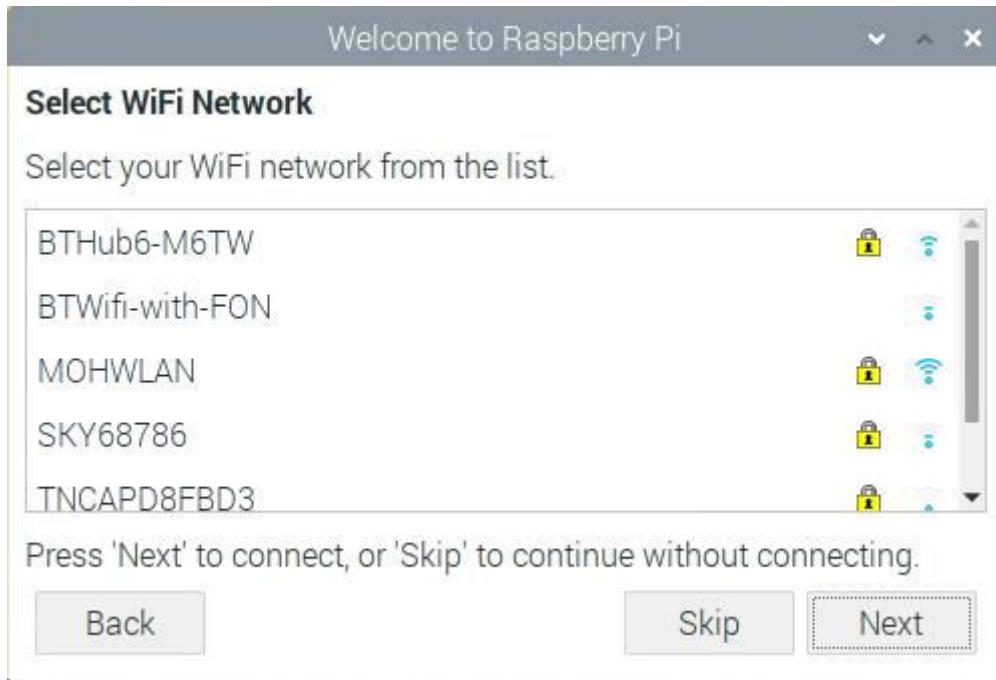 Welcome to Raspberry Pi
Select WiFi Network
Select your WiFi network from the list.
BTHub6-M6TW
BTWifi-with-FON
MOHWLAN
SKY68786
TNCAPD8FBD3
Press 'Next' to connect, or 'Skip' to continue without connecting.
Back Skip Next